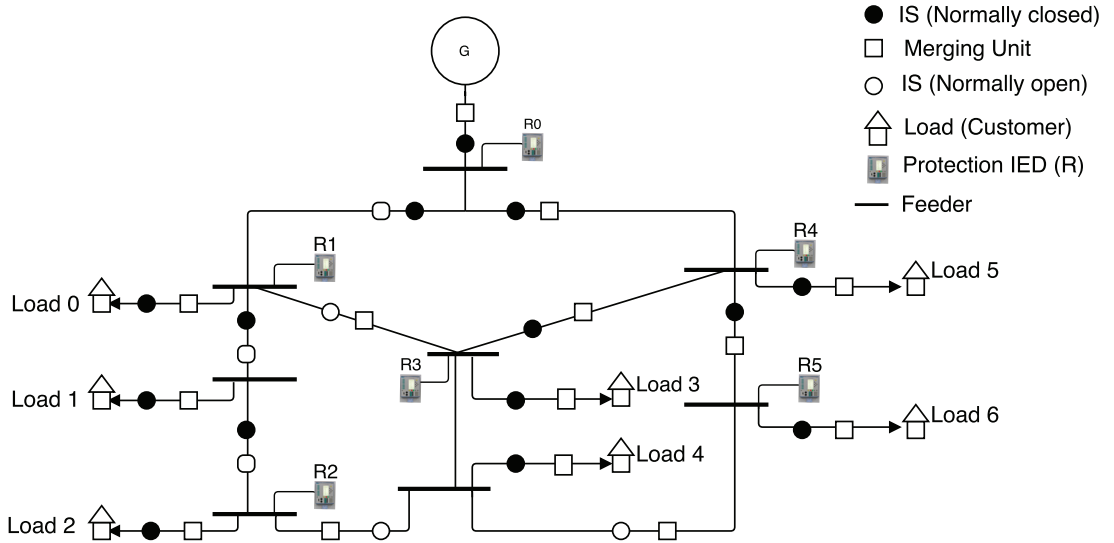 IS (Normally closed)
G
Merging Unit
IS (Normally open)
R0
Load (Customer)
Protection IED (R)
Feeder
R1
R4
Load 5
Load 0
R3
Load 3
R5
Load 1
Load 6
Load 4
R2
Load 2